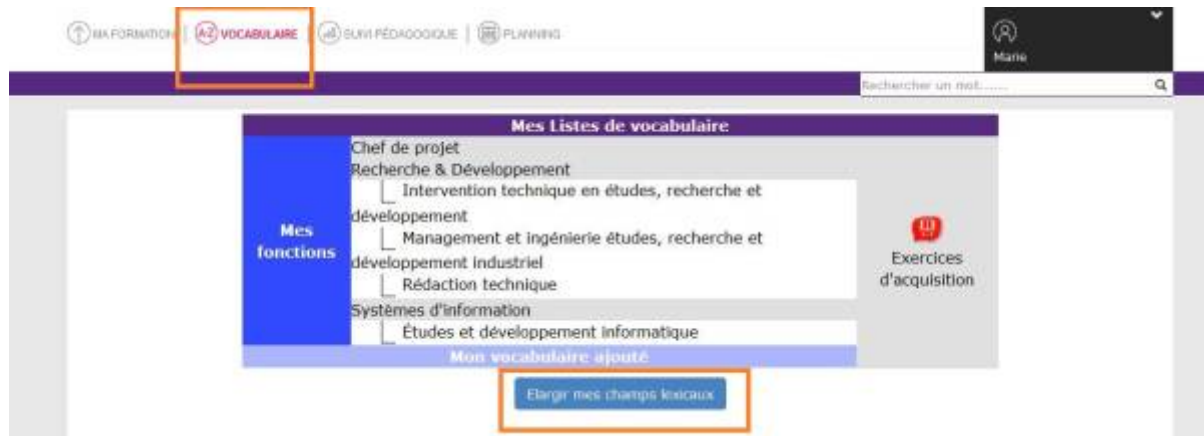 MA FORMATION | A-Z VOCABULAIRE | SUIVI PÉDAGOGIQUE | PLANNING
Marie
Rechercher un mot......
Mes Listes de vocabulaire
Mes fonctions
Chef de projet
Recherche & Développement
Intervention technique en études, recherche et
développement
Management et ingénierie études, recherche et
développement industriel
Rédaction technique
Systèmes d'information
Études et développement informatique
Exercices
d'acquisition
Mon vocabulaire ajouté
Elargir mes champs lexicaux